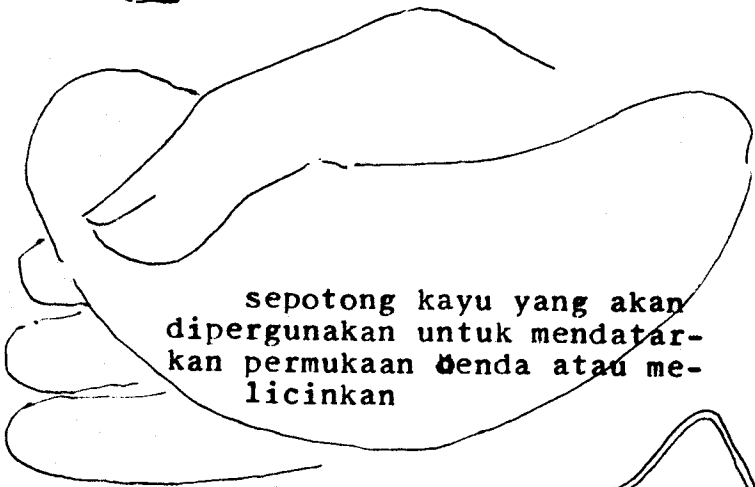 sepotong kayu yang akan
dipergunakan untuk mendatar-
kan permukaan benda atau me-
licinkan